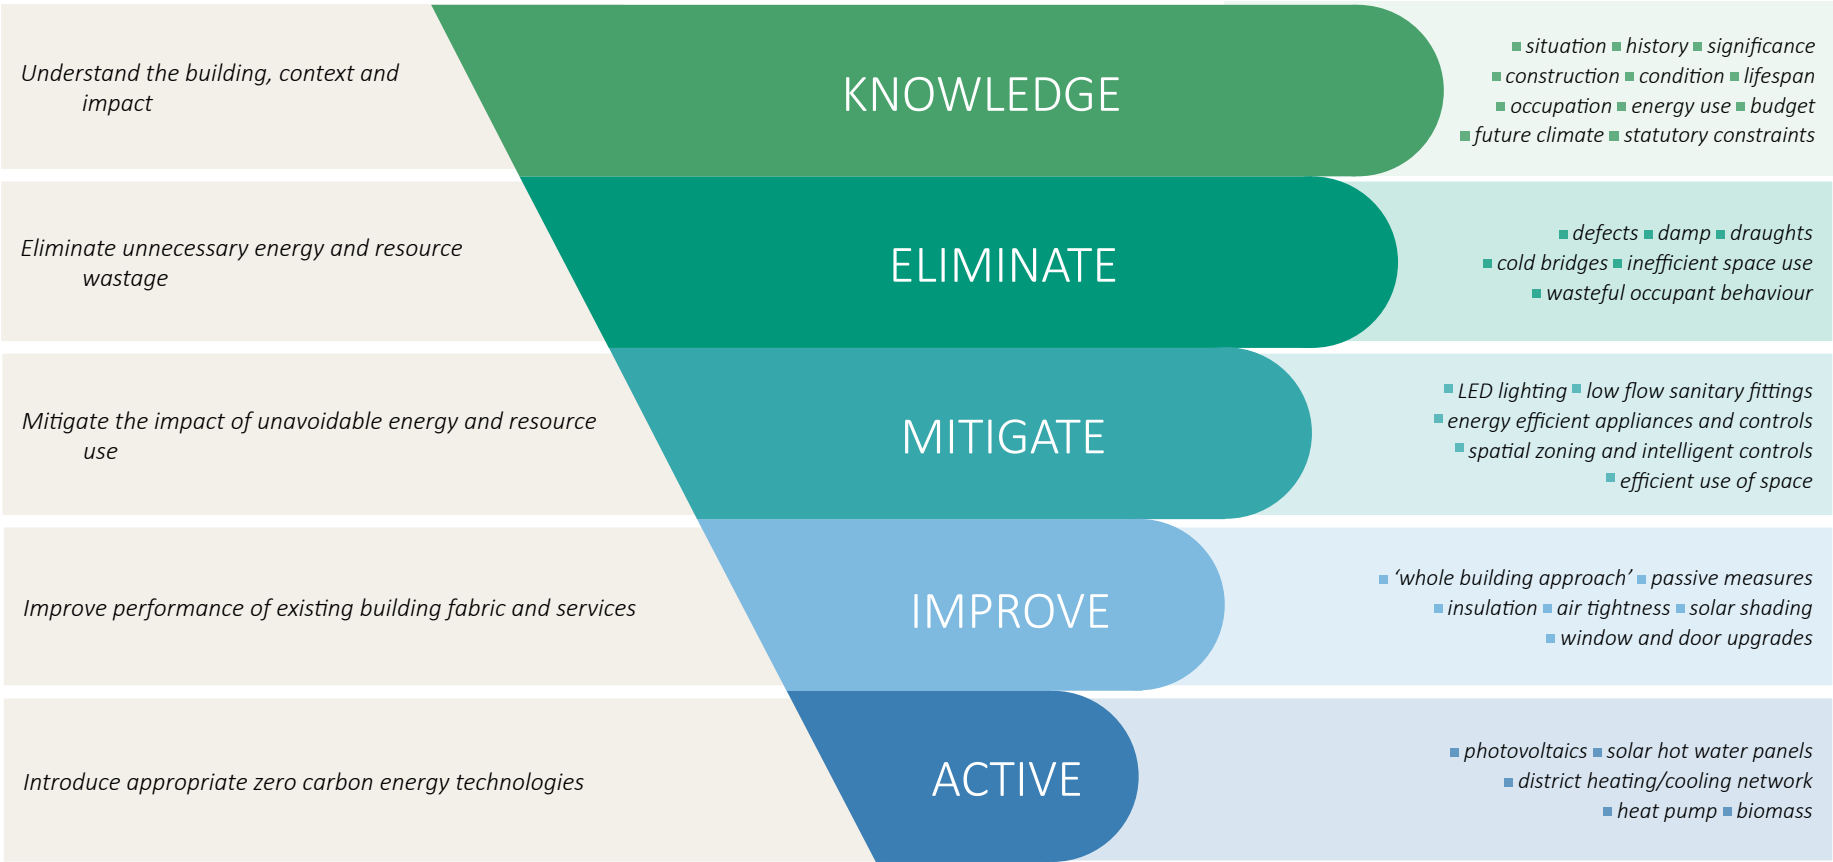 Understand the building, context and
impact
KNOWLEDGE
▪ situation ▪ history ▪ significance
▪ construction ▪ condition ▪ lifespan
▪ occupation ▪ energy use ▪ budget
▪ future climate ▪ statutory constraints
Eliminate unnecessary energy and resource
wastage
ELIMINATE
▪ defects ▪ damp ▪ draughts
▪ cold bridges ▪ inefficient space use
▪ wasteful occupant behaviour
Mitigate the impact of unavoidable energy and resource
use
MITIGATE
▪ LED lighting ▪ low flow sanitary fittings
▪ energy efficient appliances and controls
▪ spatial zoning and intelligent controls
▪ efficient use of space
Improve performance of existing building fabric and services
IMPROVE
▪ ‘whole building approach’ ▪ passive measures
▪ insulation ▪ air tightness ▪ solar shading
▪ window and door upgrades
Introduce appropriate zero carbon energy technologies
ACTIVE
▪ photovoltaics ▪ solar hot water panels
▪ district heating/cooling network
▪ heat pump ▪ biomass